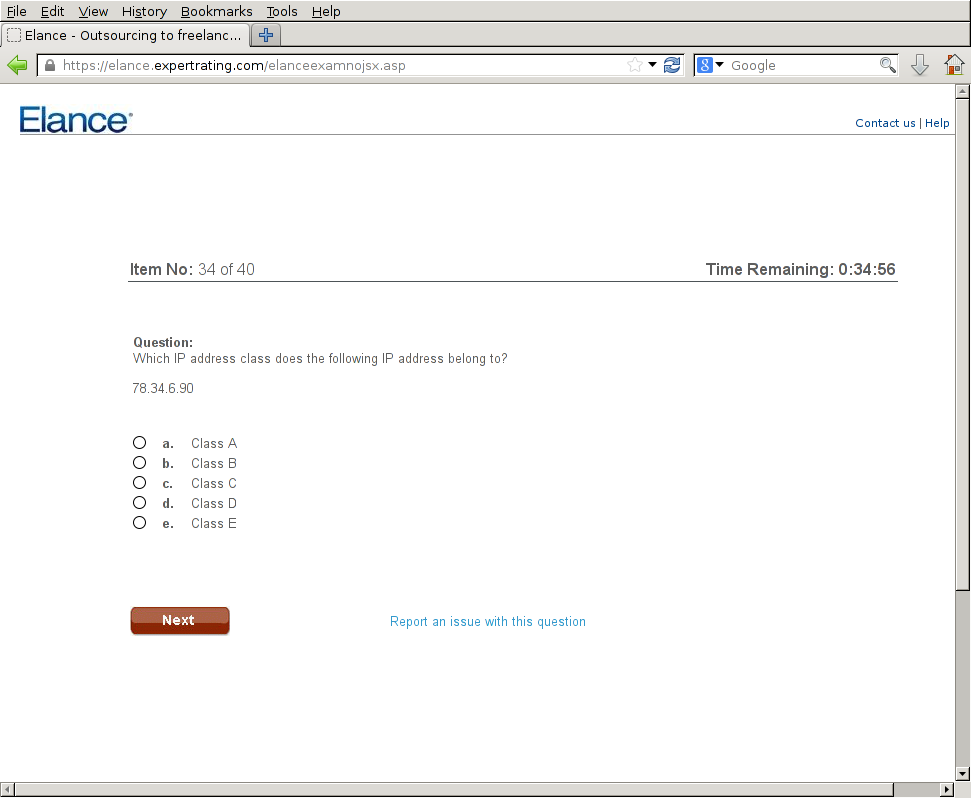 File Edit View History Bookmarks Tools Help
Elance - Outsourcing to freelanc...
https://elance.expertrating.com/elanceexamnojsx.asp
8 Google
Elance
Contact us | Help
Item No: 34 of 40
Time Remaining: 0:34:56
Question:
Which IP address class does the following IP address belong to?
78.34.6.90
a. Class A
b. Class B
c. Class C
d. Class D
e. Class E
Next
Report an issue with this question